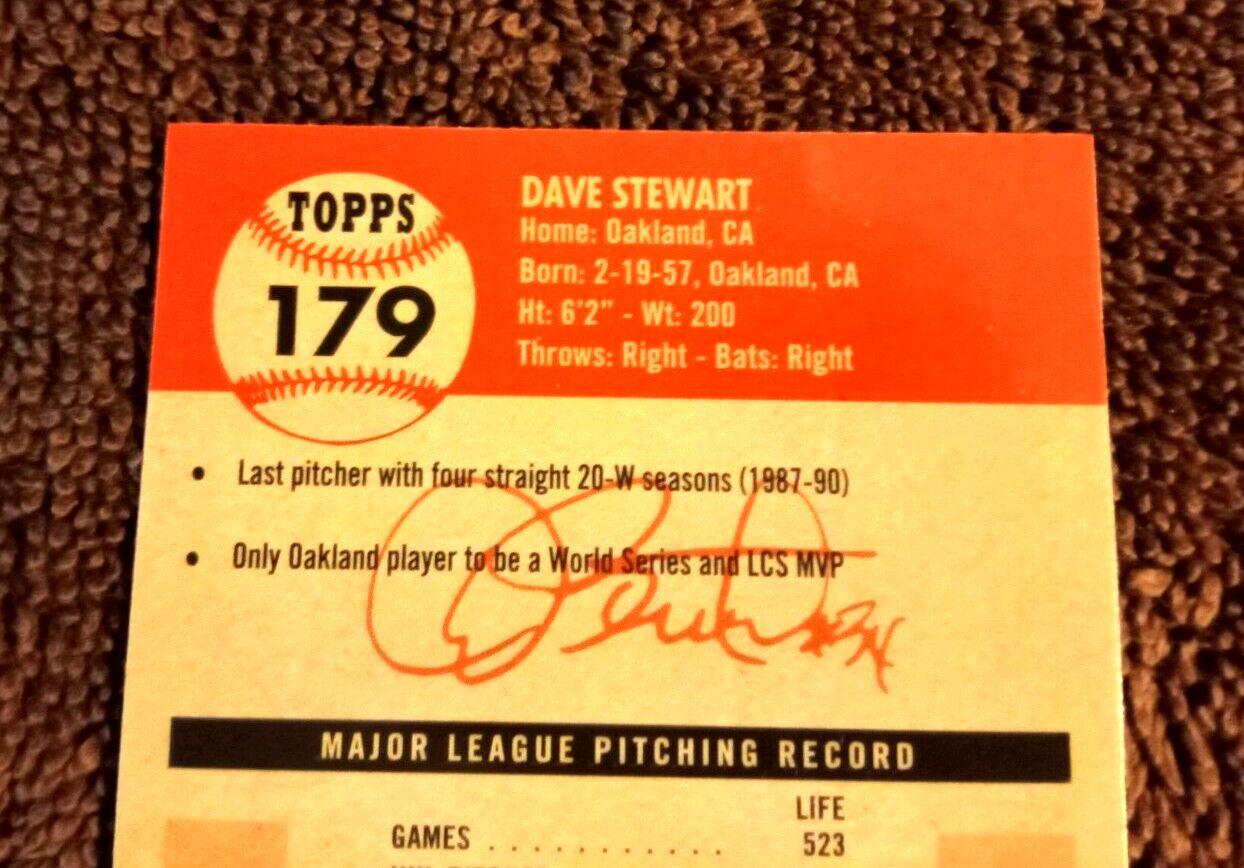 TOPPS
179
DAVE STEWART
Home: Oakland, CA
Born: 2-19-57, Oakland, CA
Ht: 6'2" - Wt: 200
Throws: Right - Bats: Right
• Last pitcher with four straight 20-W seasons (1987-90)
• Only Oakland player to be a World Series and LCS MVP
MAJOR LEAGUE PITCHING RECORD
LIFE
GAMES . . . . . . . . . . . 523